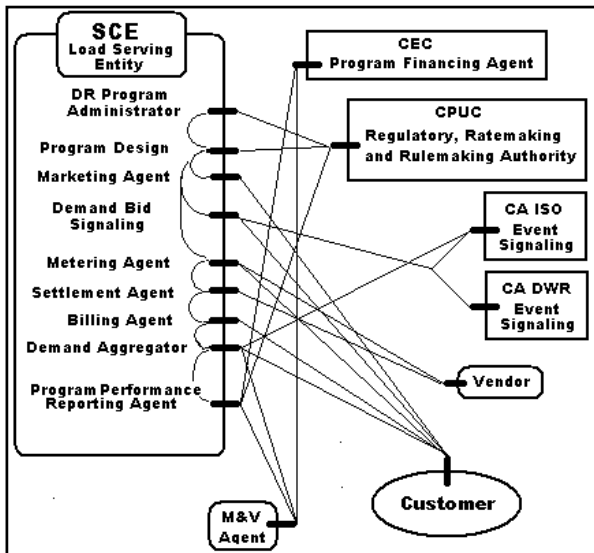 SCE
Load Serving
Entity
DR Program
Administrator
Program Design
Marketing Agent
Demand Bid
Signaling
Metering Agent
Settlement Agent
Billing Agent
Demand Aggregator
Program Performance
Reporting Agent
CEC
Program Financing Agent
CPUC
Regulatory, Ratemaking
and Rulemaking Authority
CA ISO
Event
Signaling
CA DWR
Event
Signaling
Vendor
Customer
M&V
Agent